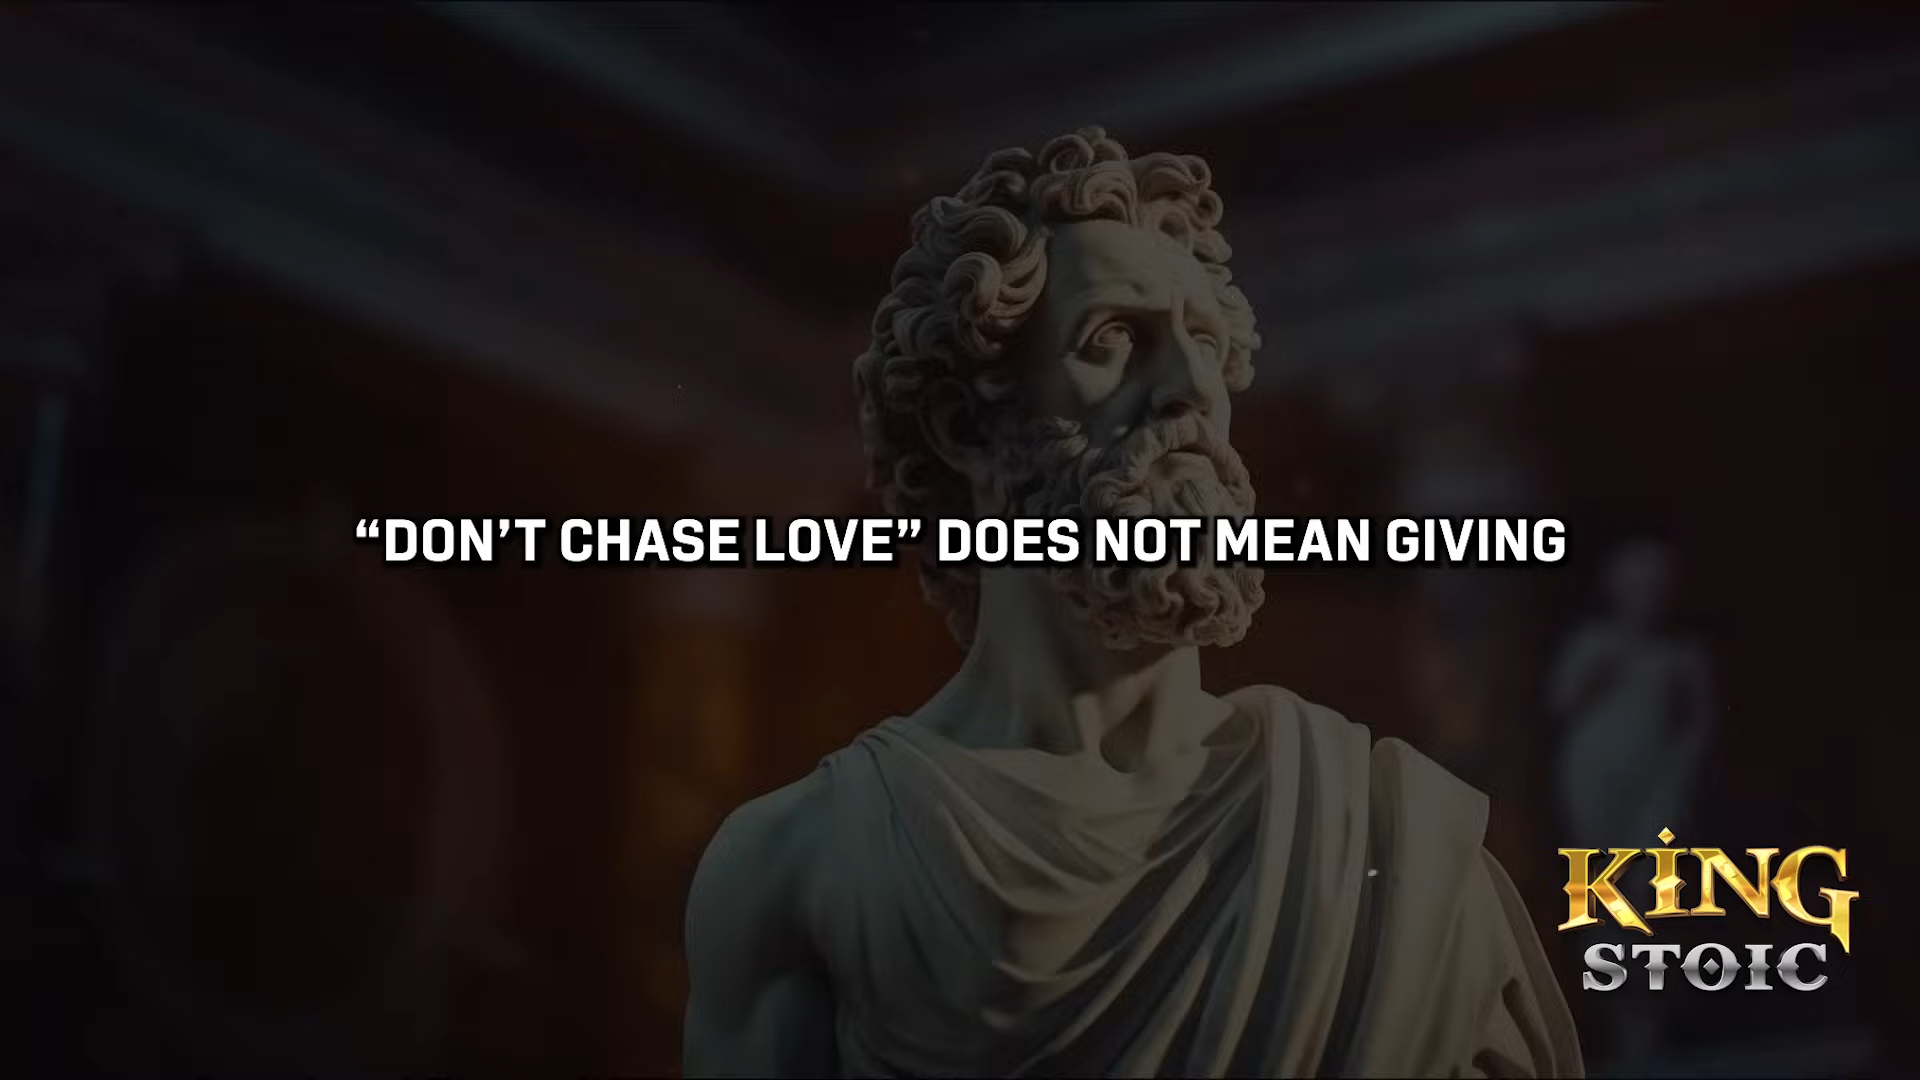 “DON’T CHASE LOVE” DOES NOT MEAN GIVING
KING
STOIC